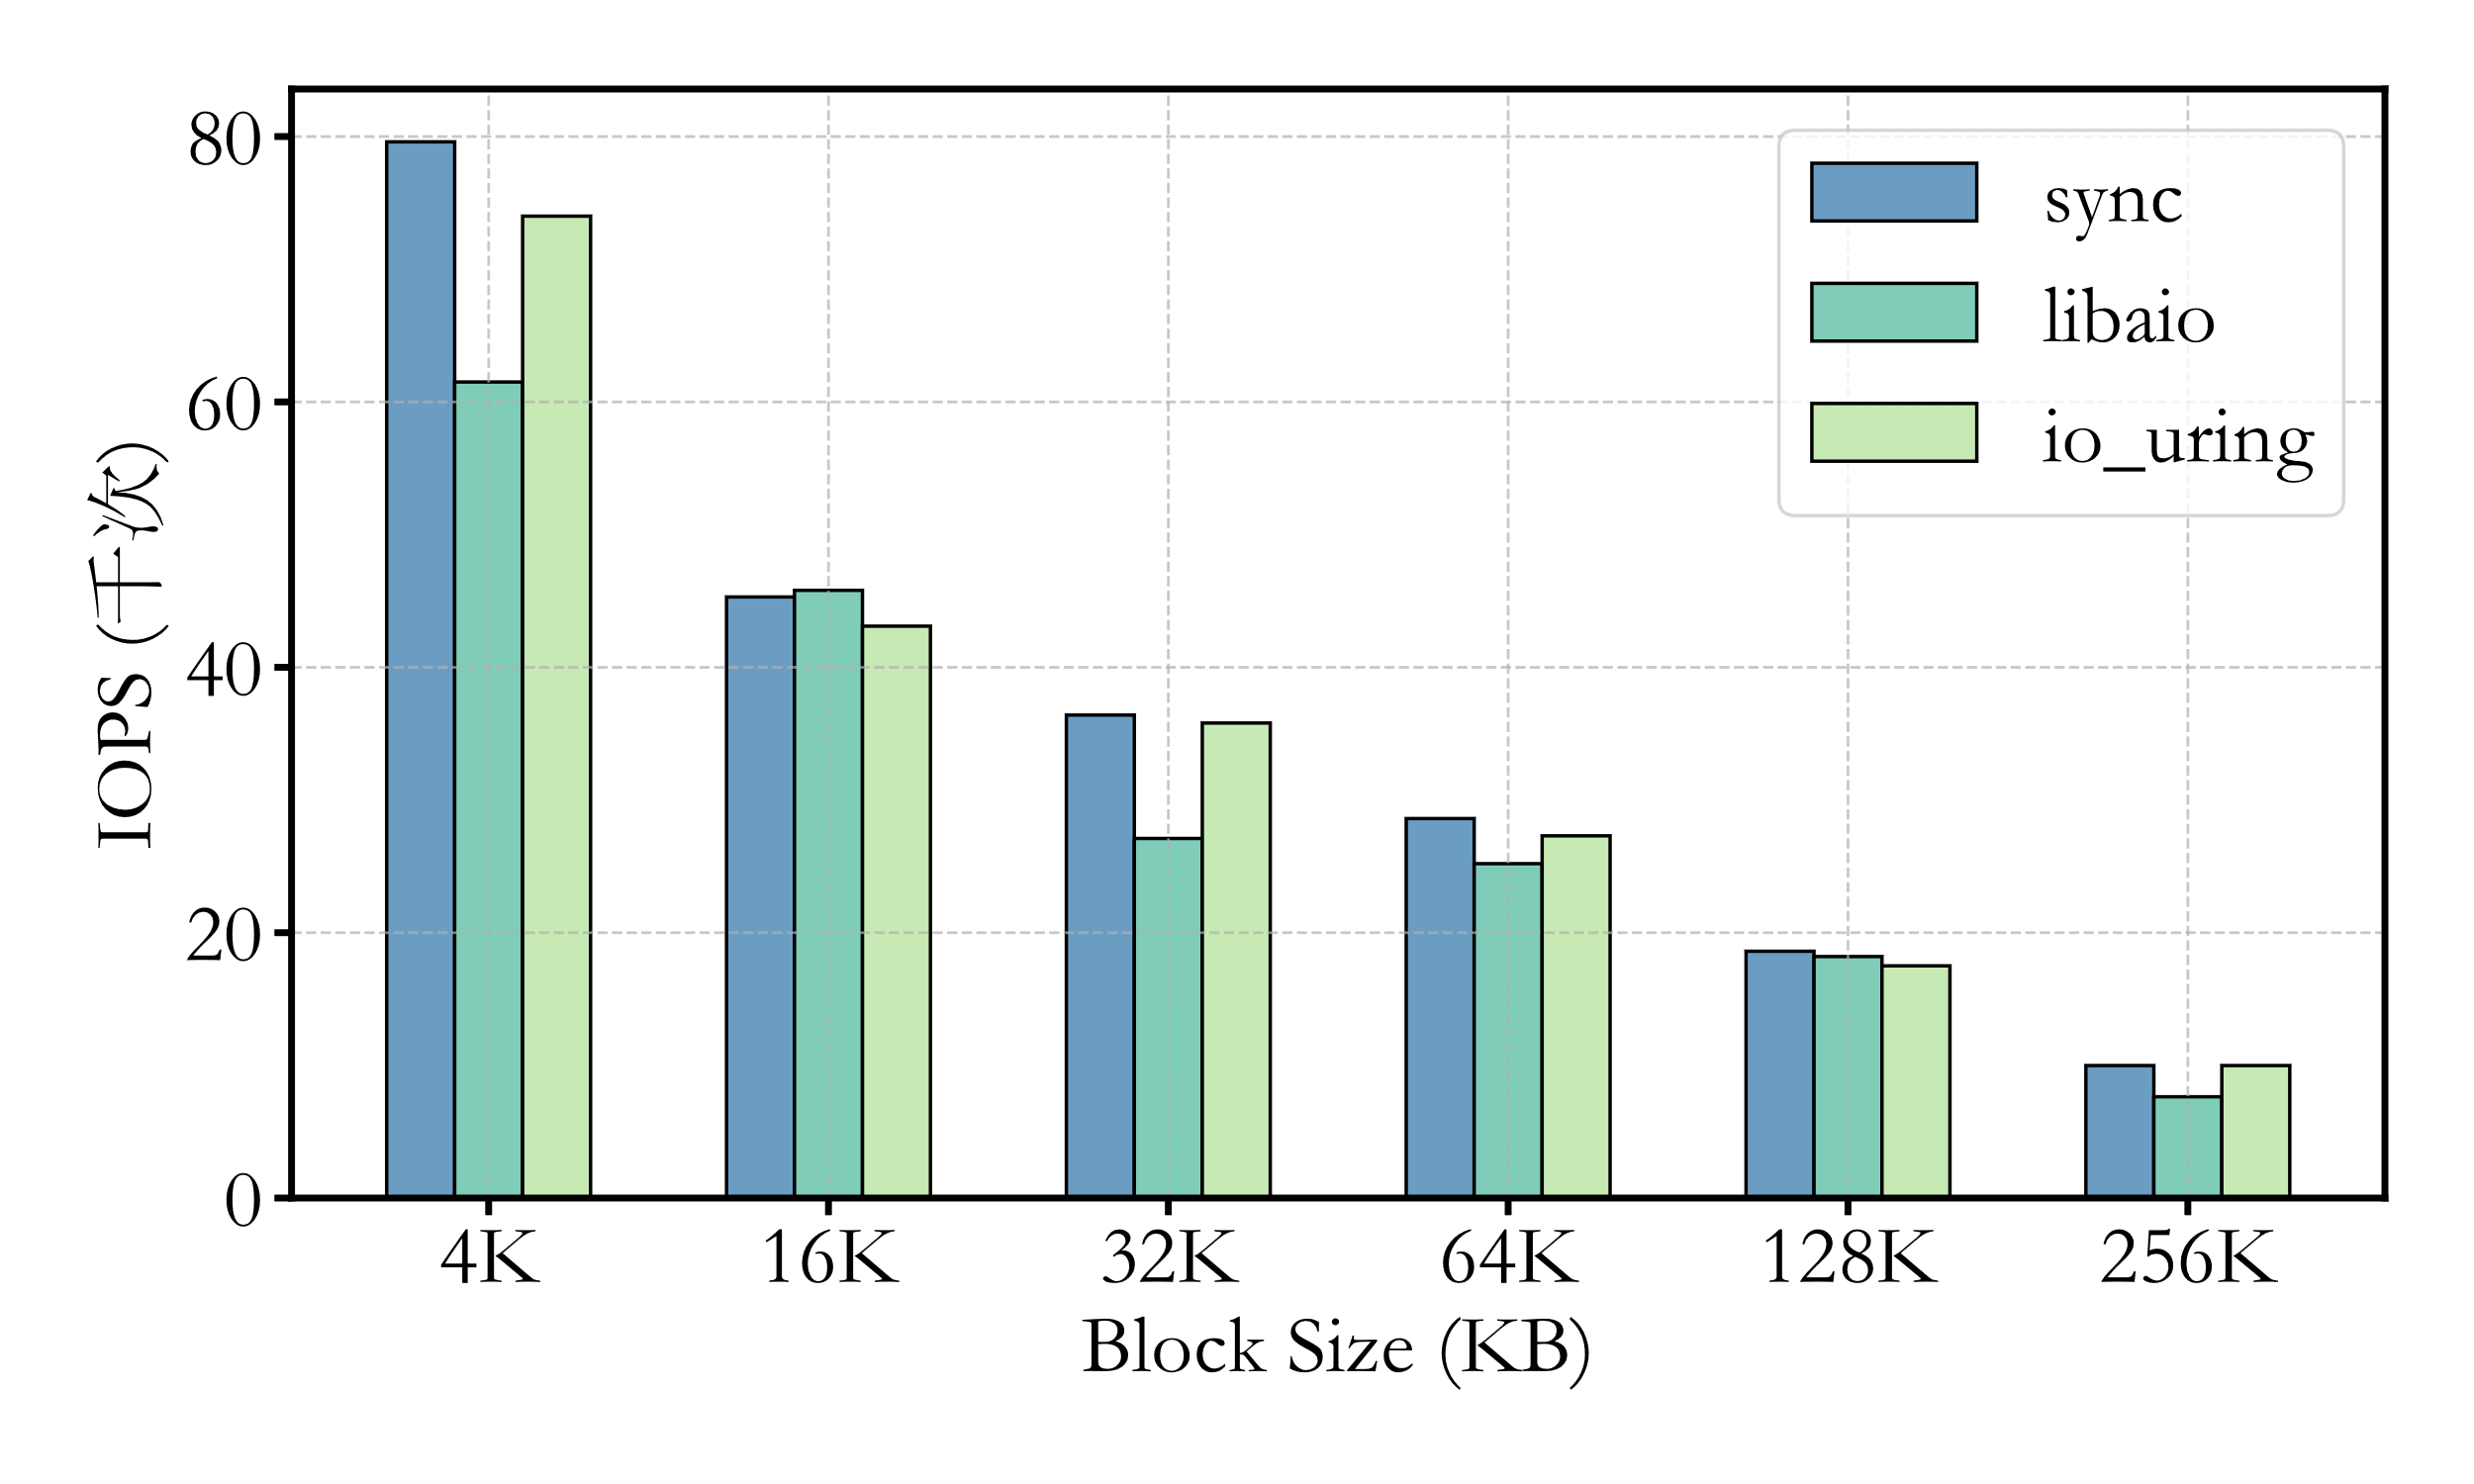 IOPS (千次)
80
60
40
20
0
sync
libaio
io_uring
4K 16K 32K 64K 128K 256K
Block Size (KB)